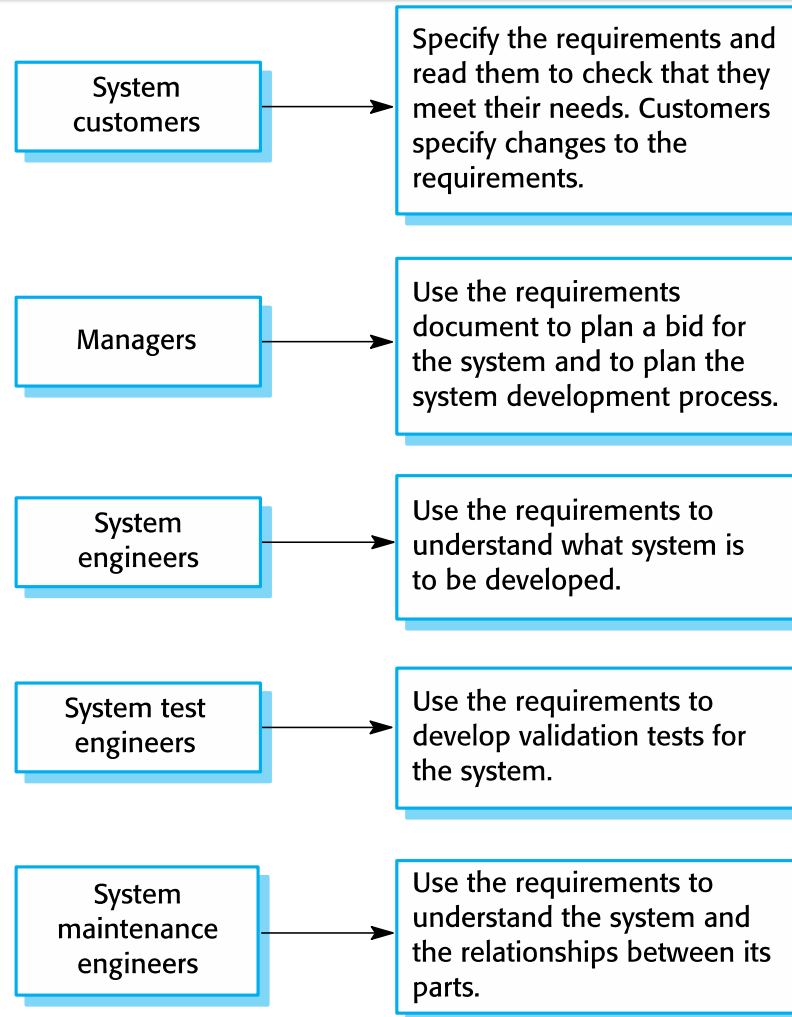 System
customers
Specify the requirements and
read them to check that they
meet their needs. Customers
specify changes to the
requirements.
Managers
Use the requirements
document to plan a bid for
the system and to plan the
system development process.
System
engineers
Use the requirements to
understand what system is
to be developed.
System test
engineers
Use the requirements to
develop validation tests for
the system.
System
maintenance
engineers
Use the requirements to
understand the system and
the relationships between its
parts.